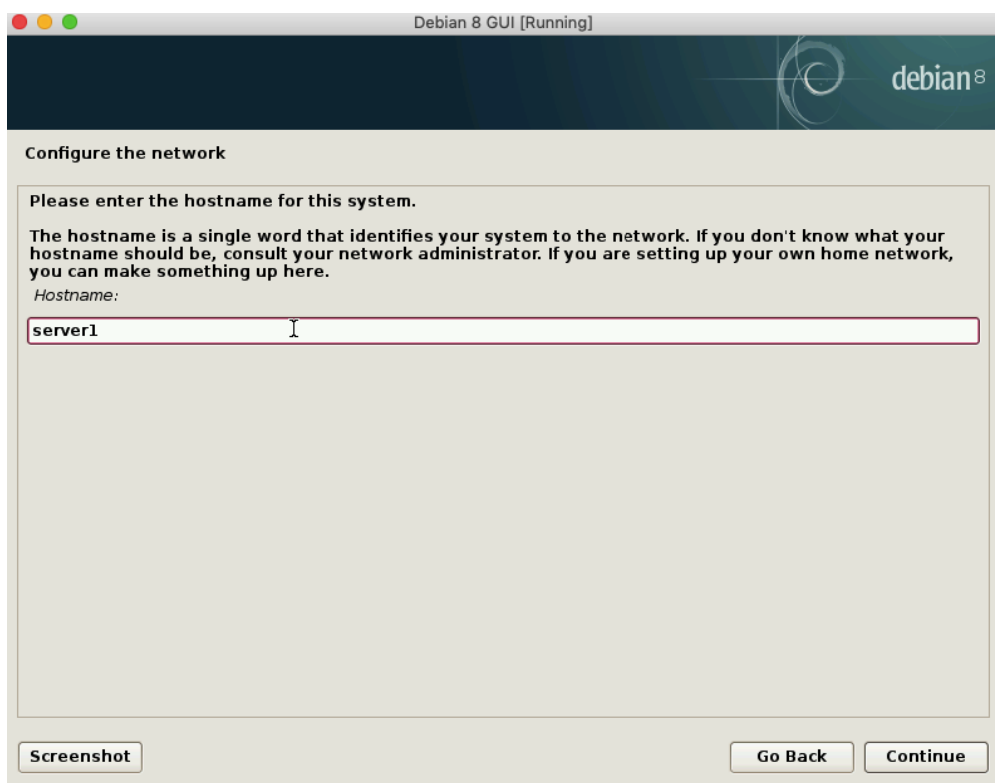 Debian 8 GUI [Running]
debian 8
Configure the network
Please enter the hostname for this system.
The hostname is a single word that identifies your system to the network. If you don't know what your
hostname should be, consult your network administrator. If you are setting up your own home network,
you can make something up here.
Hostname:
server1
Screenshot
Go Back
Continue